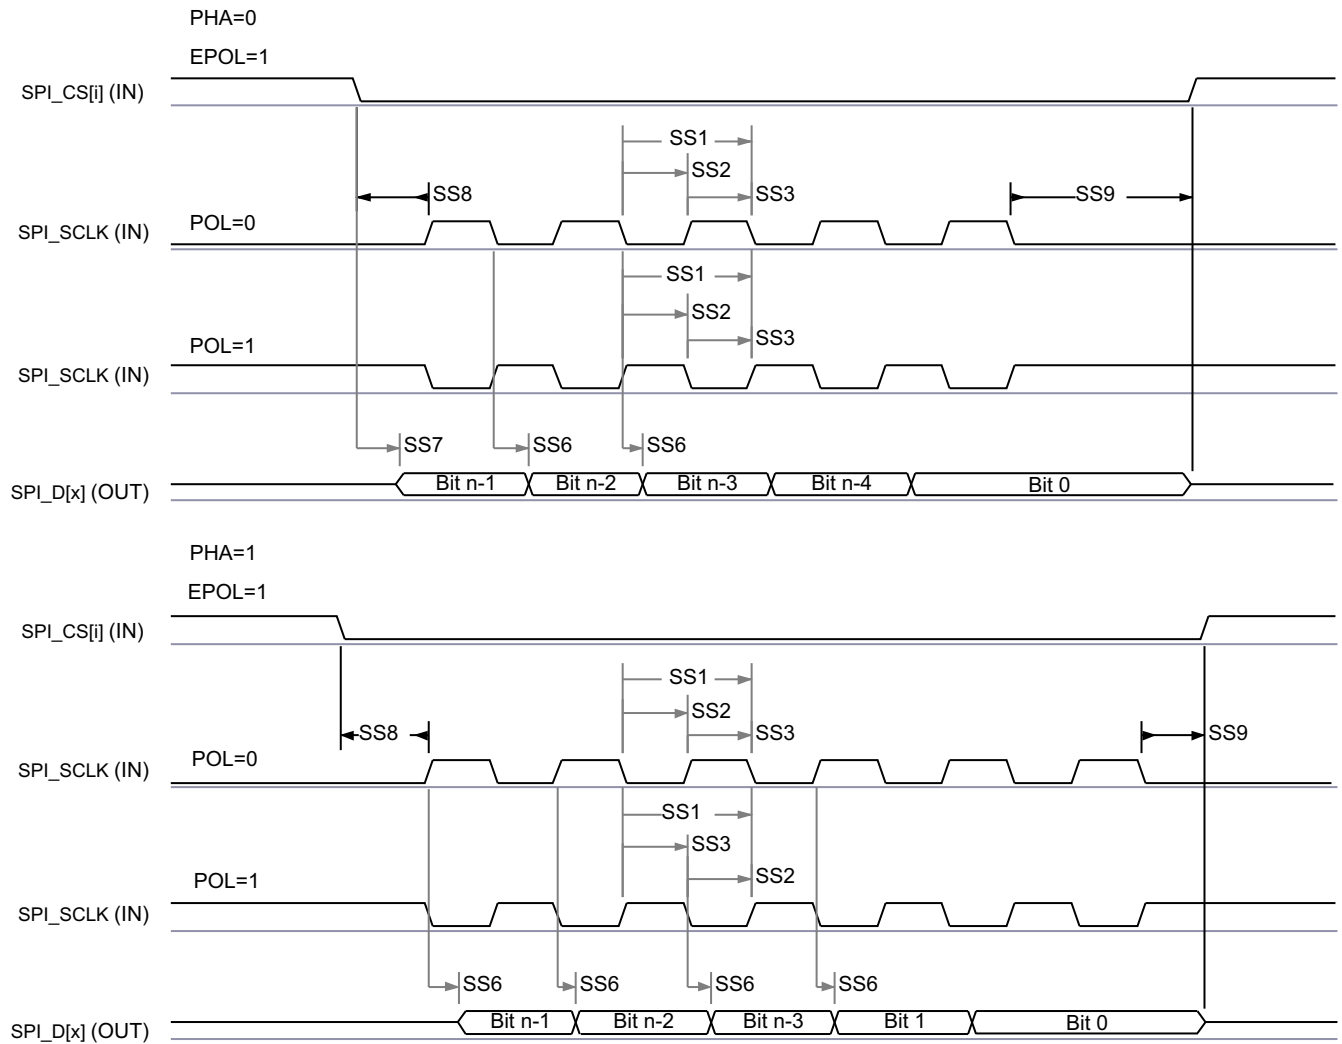 PHA=0
EPOL=1
SPI_CS[i] (IN)
SS1
SS2
SS8
SS3
SS9
POL=0
SPI_SCLK (IN)
SS1
SS2
SS3
POL=1
SPI_SCLK (IN)
SS7
SS6
SS6
SPI_D[x] (OUT)
Bit n-1
Bit n-2
Bit n-3
Bit n-4
Bit 0
PHA=1
EPOL=1
SPI_CS[i] (IN)
SS1
SS2
SS8
SS3
SS9
POL=0
SPI_SCLK (IN)
SS1
SS3
SS2
POL=1
SPI_SCLK (IN)
SS6
SS6
SS6
SS6
SPI_D[x] (OUT)
Bit n-1
Bit n-2
Bit n-3
Bit 1
Bit 0